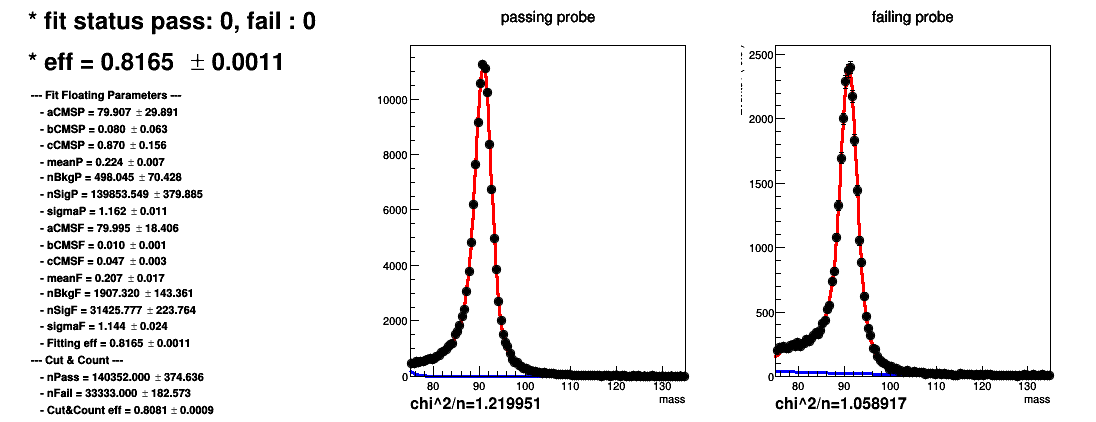 * fit status pass: 0, fail : 0
* eff = 0.8165 ± 0.0011
--- Fit Floating Parameters ---
- aCMSP = 79.907 ± 29.891
- bCMSP = 0.080 ± 0.063
- cCMSP = 0.870 ± 0.156
- meanP = 0.224 ± 0.007
- nBkgP = 498.045 ± 70.428
- nSigP = 139853.549 ± 379.885
- sigmaP = 1.162 ± 0.011
- aCMSF = 79.995 ± 18.406
- bCMSF = 0.010 ± 0.001
- cCMSF = 0.047 ± 0.003
- meanF = 0.207 ± 0.017
- nBkgF = 1907.320 ± 143.361
- nSigF = 31425.777 ± 223.764
- sigmaF = 1.144 ± 0.024
- Fitting eff = 0.8165 ± 0.0011
--- Cut & Count ---
- nPass = 140352.000 ± 374.636
- nFail = 33333.000 ± 182.573
- Cut&Count eff = 0.8081 ± 0.0009
passing probe
10000
8000
6000
4000
2000
0
80 90 100 110 120 130
mass
chi^2/n=1.219951
failing probe
2500
2000
1500
1000
500
0
80 90 100 110 120 130
mass
chi^2/n=1.058917